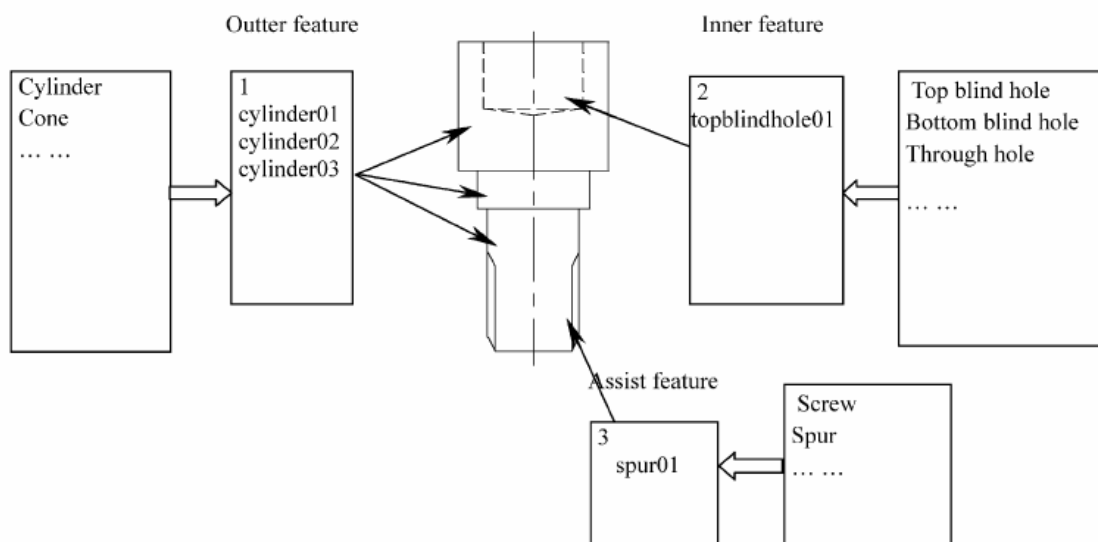 Outter feature
Inner feature
Cylinder
Cone
... ...
1
cylinder01
cylinder02
cylinder03
2
topblindhole01
Top blind hole
Bottom blind hole
Through hole
... ...
Assist feature
3
spur01
Screw
Spur
... ...